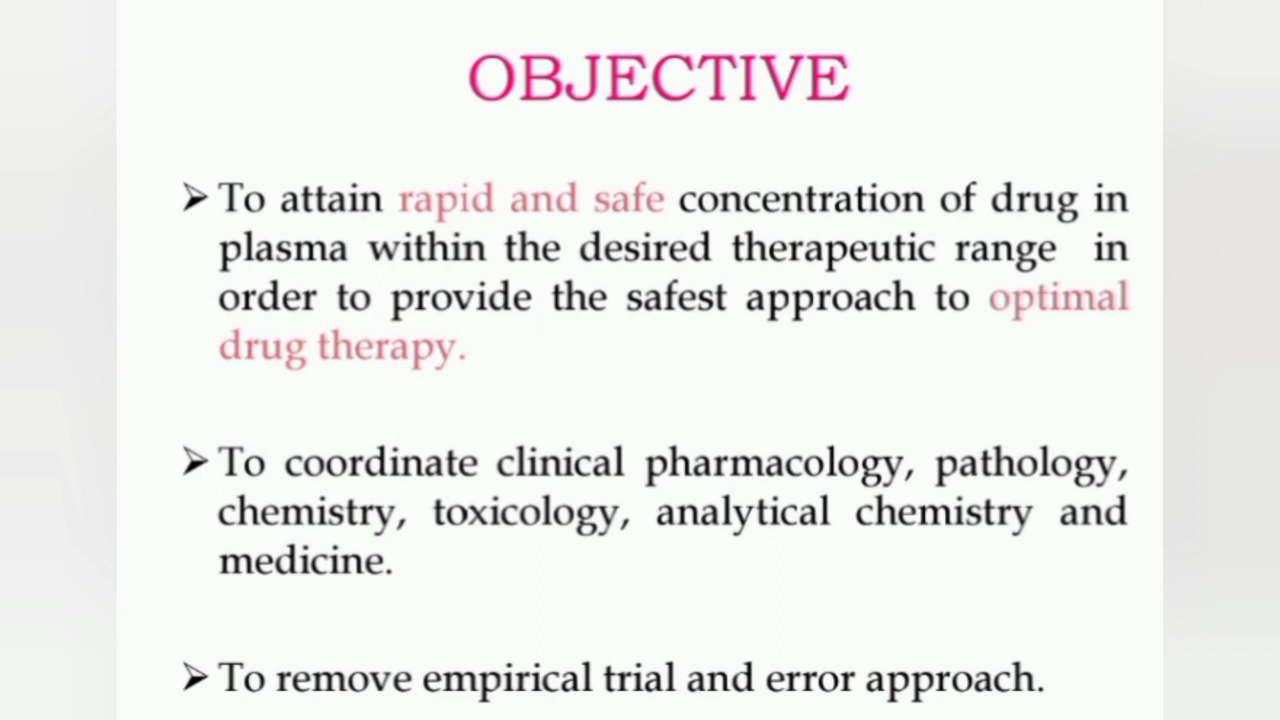 OBJECTIVE
➢ To attain rapid and safe concentration of drug in
plasma within the desired therapeutic range in
order to provide the safest approach to optimal
drug therapy.
➢ To coordinate clinical pharmacology, pathology,
chemistry, toxicology, analytical chemistry and
medicine.
➢ To remove empirical trial and error approach.